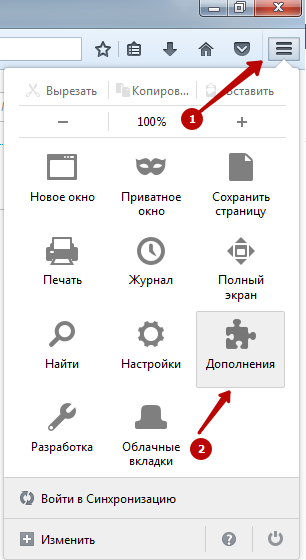 Вырезать Копиров... Вставить
100%
Новое окно
Приватное
окно
Сохранить
страницу
Печать
Журнал
Полный
экран
Найти
Настройки
Дополнения
Разработка
Облачные
вкладки
Войти в Синхронизацию
Изменить
1
2